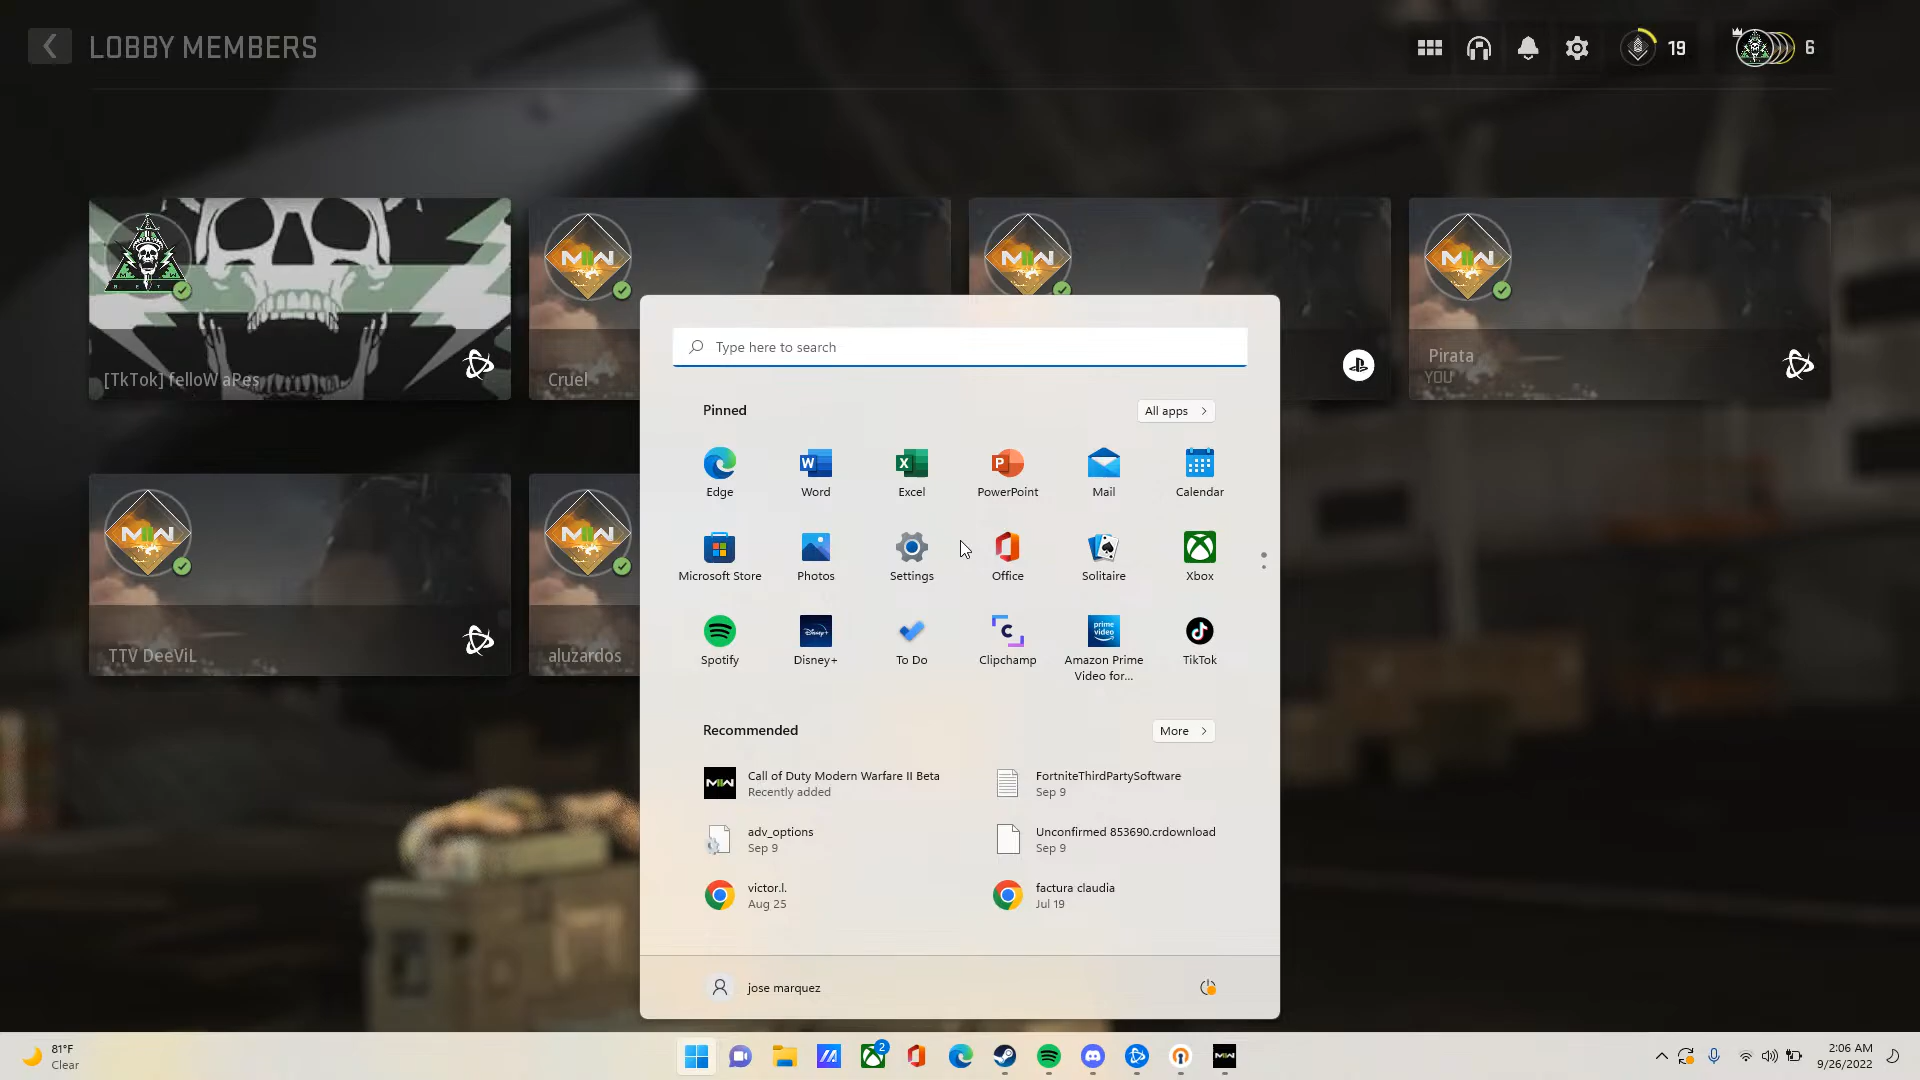 LOBBY MEMBERS
19
6
[TkTok] felloW aPes
Cruel
Pirata
YOU
TTV DeeViL
aluzardos
Type here to search
Pinned
All apps
Edge
Word
Excel
PowerPoint
Mail
Calendar
Microsoft Store
Photos
Settings
Office
Solitaire
Xbox
Spotify
Disney+
To Do
Clipchamp
Amazon Prime
Video for...
TikTok
Recommended
More
Call of Duty Modern Warfare II Beta
Recently added
FortniteThirdPartySoftware
Sep 9
adv_options
Sep 9
Unconfirmed 853690.crdownload
Sep 9
victor.l.
Aug 25
factura claudia
Jul 19
jose marquez
81°F
Clear
2
2:06 AM
9/26/2022